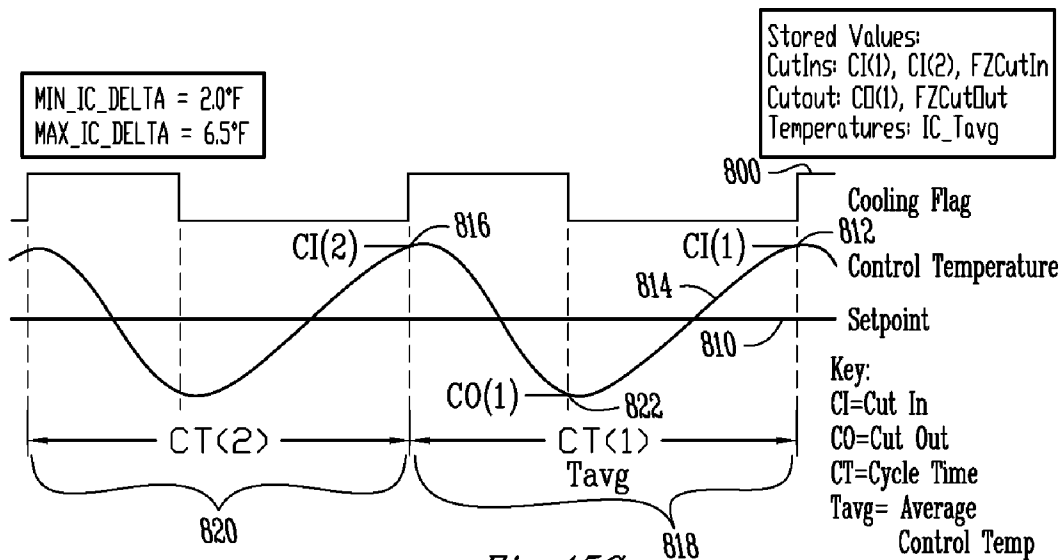 MIN_IC_DELTA = 2.0°F
MAX_IC_DELTA = 6.5°F
Stored Values:
CutIns: CI(1), CI(2), FZCutIn
Cutout: CO(1), FZCutOut
Temperatures: IC_Tavg
800
Cooling Flag
CI(2)
816
CI(1)
812
Control Temperature
814
Setpoint
810
CO(1)
822
Key:
CI=Cut In
CO=Cut Out
CT=Cycle Time
Tavg= Average
Control Temp
CT(2)
CT(1)
Tavg
820
818